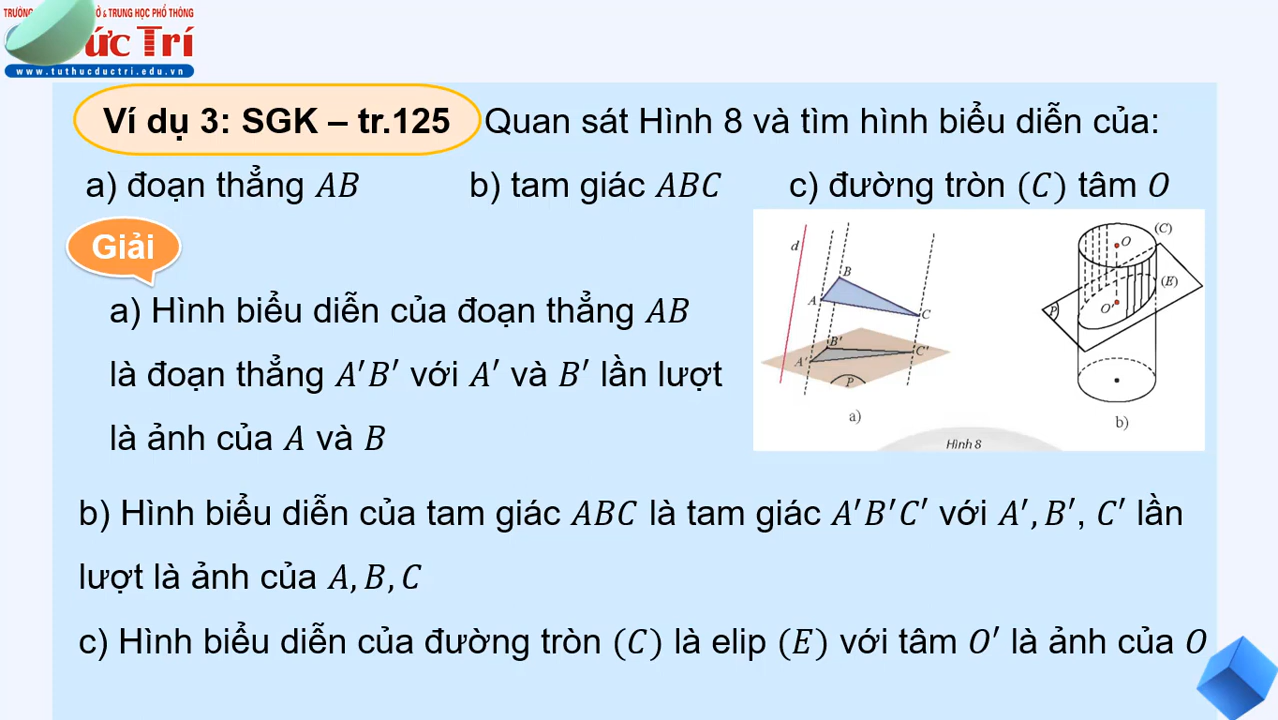 TRƯỜNG Ở & TRUNG HỌC PHỔ THÔNG
ức Trí
www.tuthucductri.edu.vn
Ví dụ 3: SGK – tr.125 Quan sát Hình 8 và tìm hình biểu diễn của:
a) đoạn thẳng AB b) tam giác ABC c) đường tròn (C) tâm O
Giải
a) Hình biểu diễn của đoạn thẳng AB
là đoạn thẳng A′B′ với A′ và B′ lần lượt
là ảnh của A và B
d
B
A
C
B'
A'
C'
P
a)
(C)
O
(E)
O'
P
b)
Hình 8
b) Hình biểu diễn của tam giác ABC là tam giác A′B′C′ với A′, B′, C′ lần
lượt là ảnh của A, B, C
c) Hình biểu diễn của đường tròn (C) là elip (E) với tâm O′ là ảnh của O